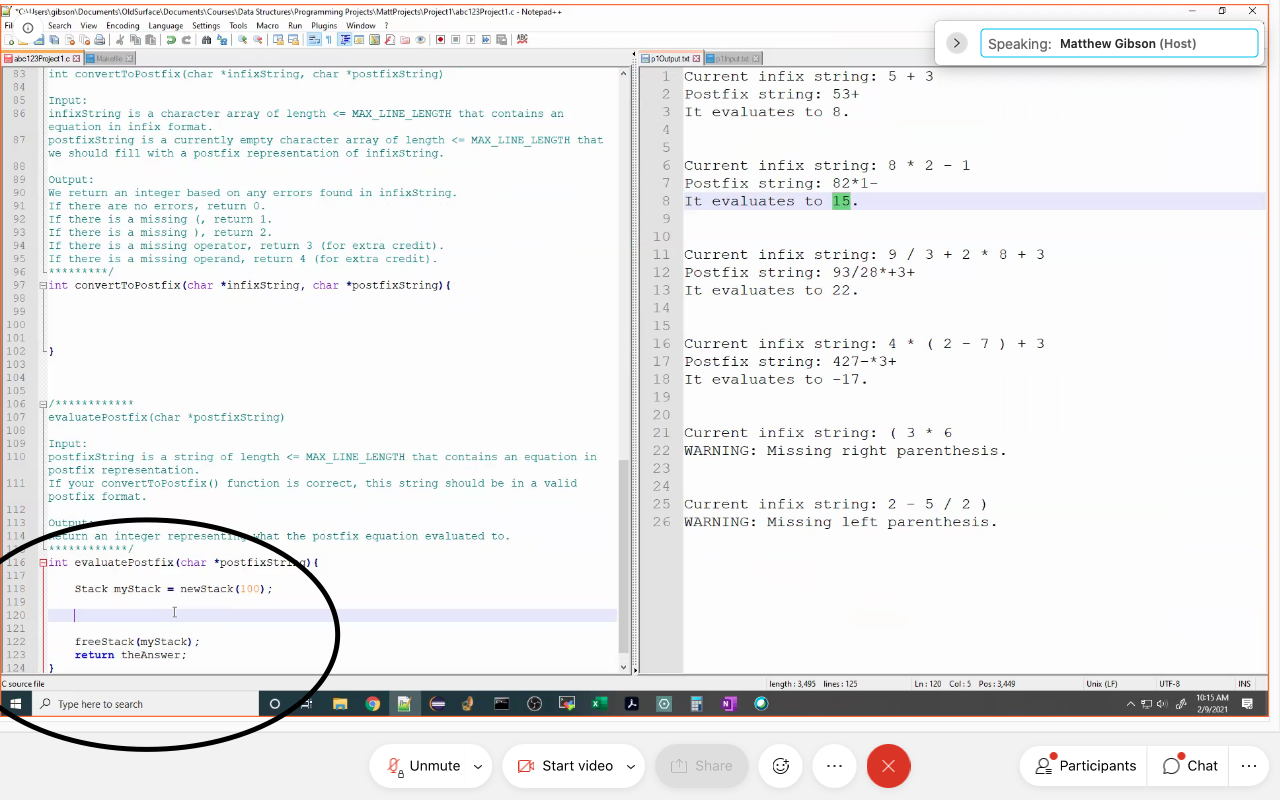 *C:\Users\gibson\Documents\OldSurface\Documents\Courses\Data Structures\Programming Projects\MattProjects\Project1\abc123Project1.c - Notepad++
Search View Encoding Language Settings Tools Macro Run Plugins Window ?
Speaking: Matthew Gibson (Host)
abc123Project1.c Makefile
83 int convertToPostfix(char *infixString, char *postfixString)
84
85 Input:
86 infixString is a character array of length <= MAX_LINE_LENGTH that contains an
equation in infix format.
87 postfixString is a currently empty character array of length <= MAX_LINE_LENGTH that
we should fill with a postfix representation of infixString.
88
89 Output:
90 We return an integer based on any errors found in infixString.
91 If there are no errors, return 0.
92 If there is a missing (, return 1.
93 If there is a missing ), return 2.
94 If there is a missing operator, return 3 (for extra credit).
95 If there is a missing operand, return 4 (for extra credit).
96 *********/
97 int convertToPostfix(char *infixString, char *postfixString){
98
99
100
101
102 }
103
104
105
106 /************
107 evaluatePostfix(char *postfixString)
108
109 Input:
110 postfixString is a string of length <= MAX_LINE_LENGTH that contains an equation in
postfix representation.
111 If your convertToPostfix() function is correct, this string should be in a valid
postfix format.
112
113 Output:
114 Return an integer representing what the postfix equation evaluated to.
************/
116 int evaluatePostfix(char *postfixString){
117
118 Stack myStack = newStack(100);
119
120
121
122 freeStack(myStack);
123 return theAnswer;
124 }
p1Output.txt p1Input.txt
1 Current infix string: 5 + 3
2 Postfix string: 53+
3 It evaluates to 8.
4
5
6 Current infix string: 8 * 2 - 1
7 Postfix string: 82*1-
8 It evaluates to 15.
9
10
11 Current infix string: 9 / 3 + 2 * 8 + 3
12 Postfix string: 93/28*+3+
13 It evaluates to 22.
14
15
16 Current infix string: 4 * ( 2 - 7 ) + 3
17 Postfix string: 427-*3+
18 It evaluates to -17.
19
20
21 Current infix string: ( 3 * 6
22 WARNING: Missing right parenthesis.
23
24
25 Current infix string: 2 - 5 / 2 )
26 WARNING: Missing left parenthesis.
C source file
length : 3,495 lines : 125 Ln : 120 Col : 5 Pos : 3,449 Unix (LF) UTF-8 INS
Type here to search
10:15 AM
2/9/2021
Unmute Start video Share Participants Chat